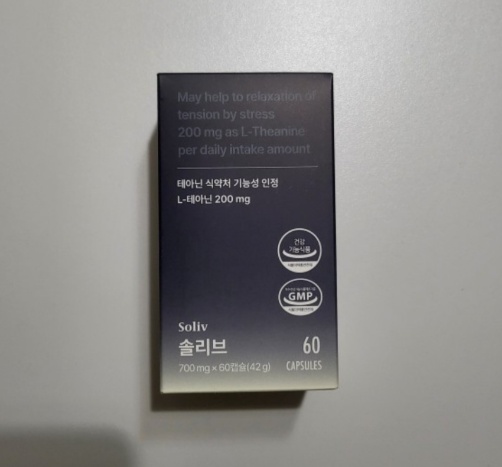 May help to relaxation of
tension by stress
200 mg as L-Theanine
per daily intake amount
테아닌 식약처 기능성 인정
L-테아닌 200 mg
건강
기능식품
GMP
Soliv
솔리브
60
CAPSULES
700 mg × 60캡슐(42 g)